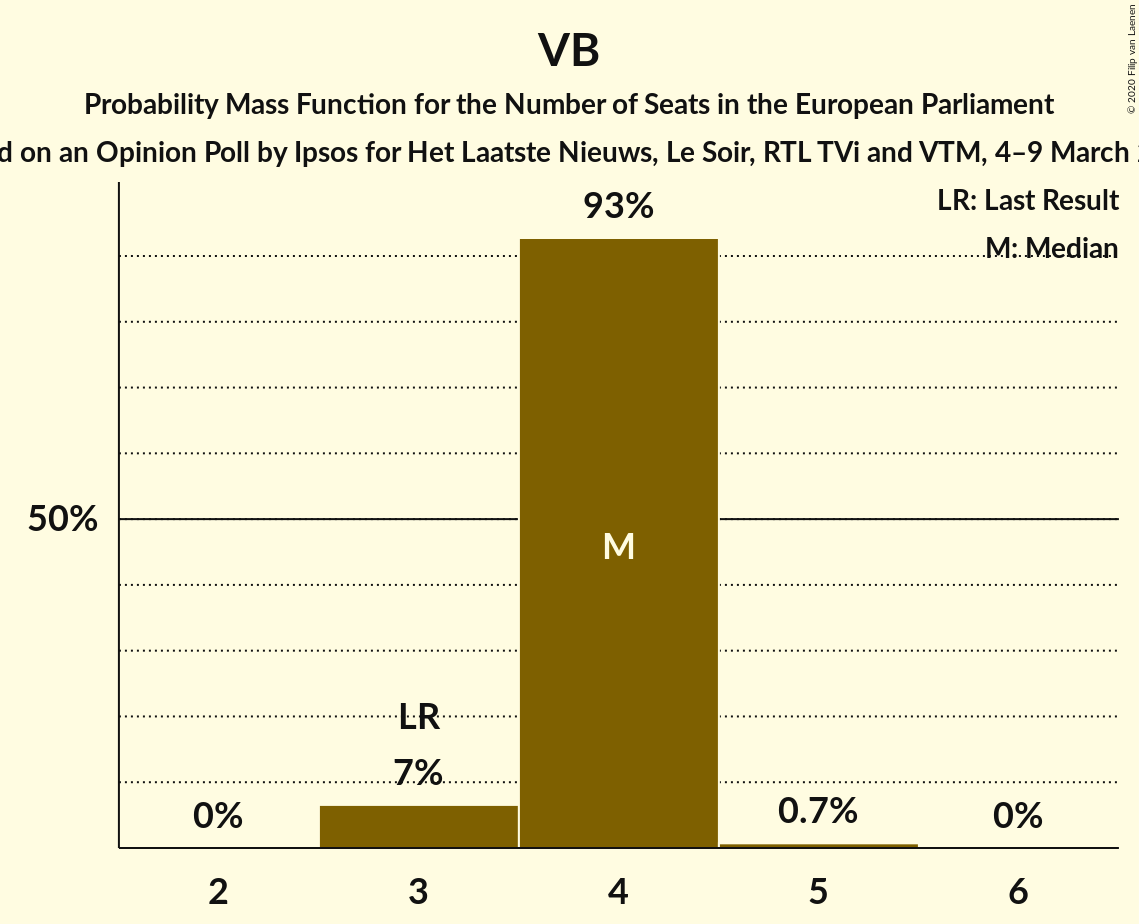 VB
Probability Mass Function for the Number of Seats in the European Parliament
on an Opinion Poll by Ipsos for Het Laatste Nieuws, Le Soir, RTL TVi and VTM, 4–9 March
© 2020 Filip van Laenen
LR: Last Result
M: Median
93%
50%
M
LR
7%
0%
0.7%
0%
2 3 4 5 6